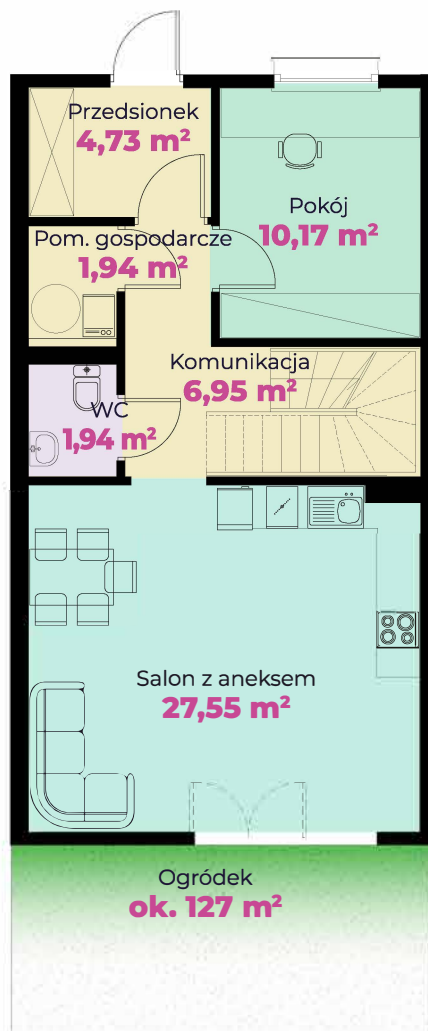 Przedsionek
4,73 m²
Pokój
10,17 m²
Pom. gospodarcze
1,94 m²
Komunikacja
6,95 m²
WC
1,94 m²
Salon z aneksem
27,55 m²
Ogródek
ok. 127 m²